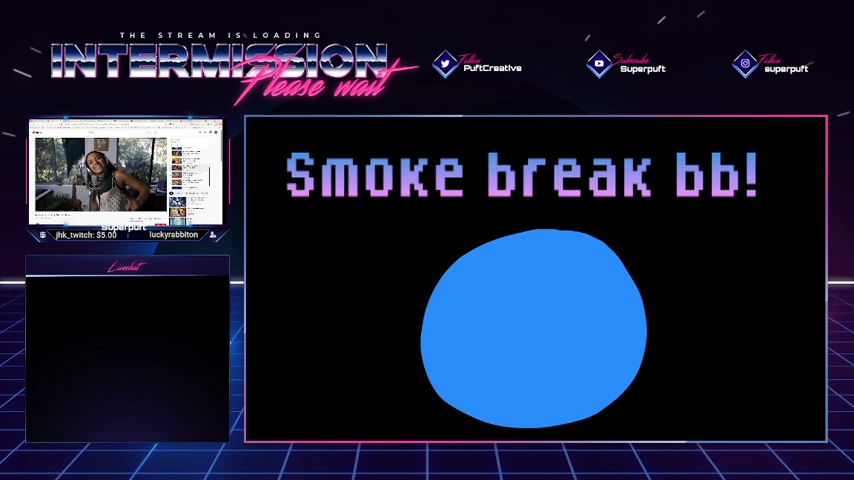 THE STREAM IS LOADING
INTERMISSION
Please wait
Follow
PuftCreative
Subscribe
Superpuft
Follow
superpuft
Smoke break bb!
Superpuft
jhk_twitch: $5.00
luckyrabbiton
Livechat